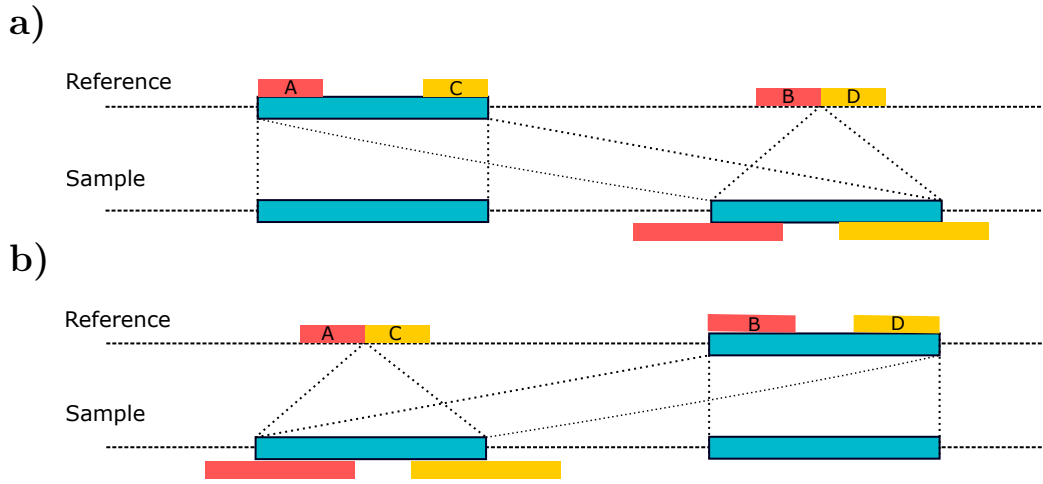 a)
Reference
A C B D
Sample
b)
Reference
A C B D
Sample